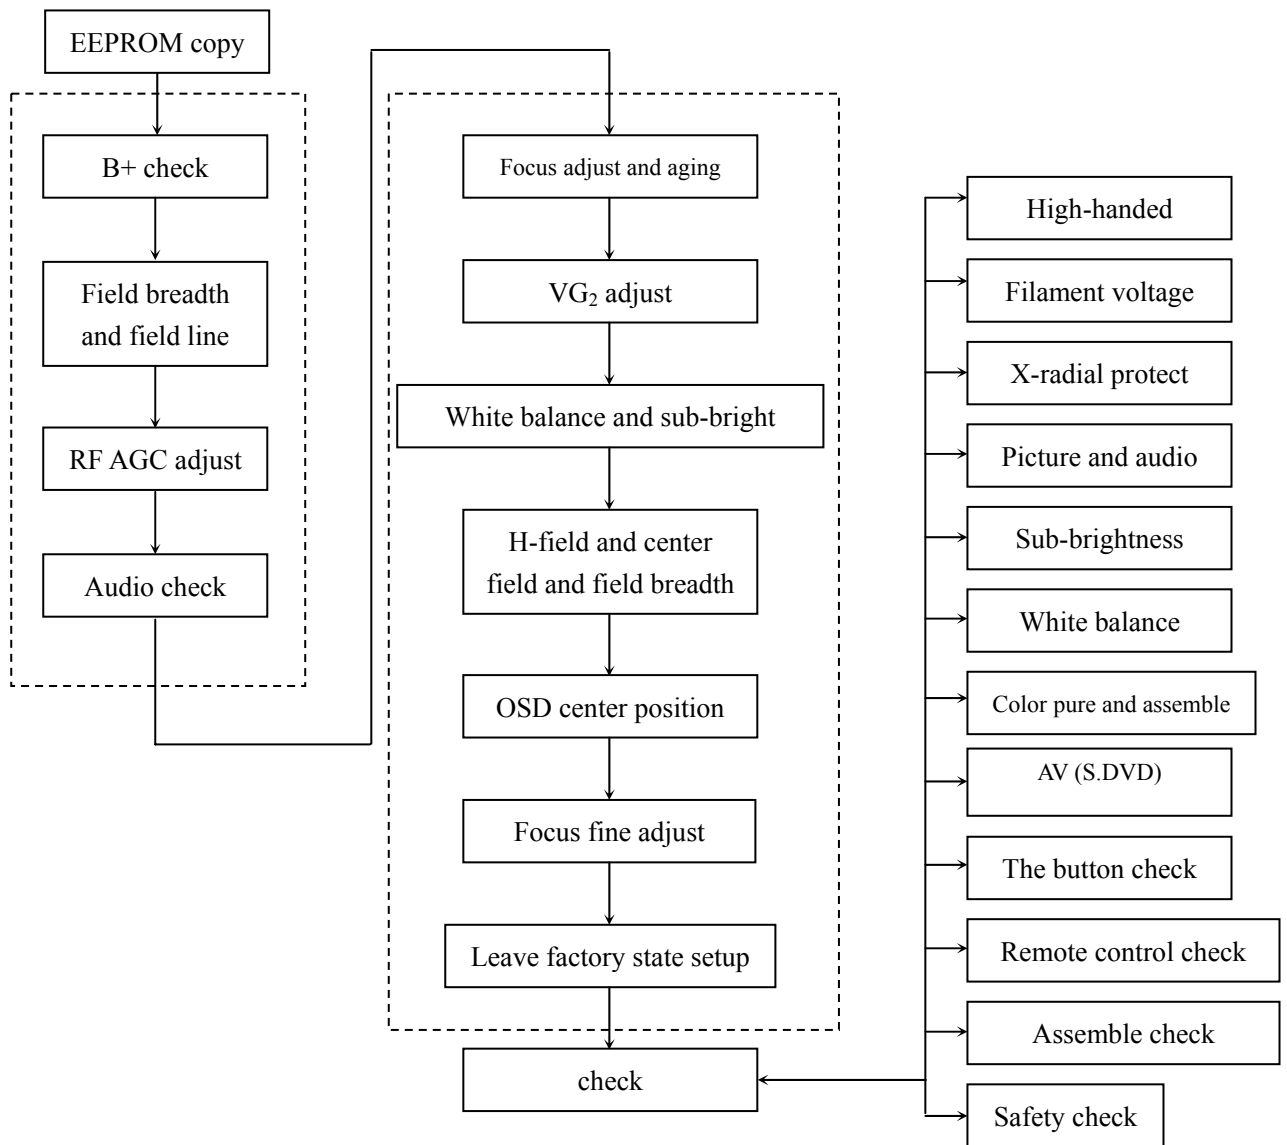 EEPROM copy
B+ check
Field breadth
and field line
RF AGC adjust
Audio check
Focus adjust and aging
VG₂ adjust
White balance and sub-bright
H-field and center
field and field breadth
OSD center position
Focus fine adjust
Leave factory state setup
check
High-handed
Filament voltage
X-radial protect
Picture and audio
Sub-brightness
White balance
Color pure and assemble
AV (S.DVD)
The button check
Remote control check
Assemble check
Safety check